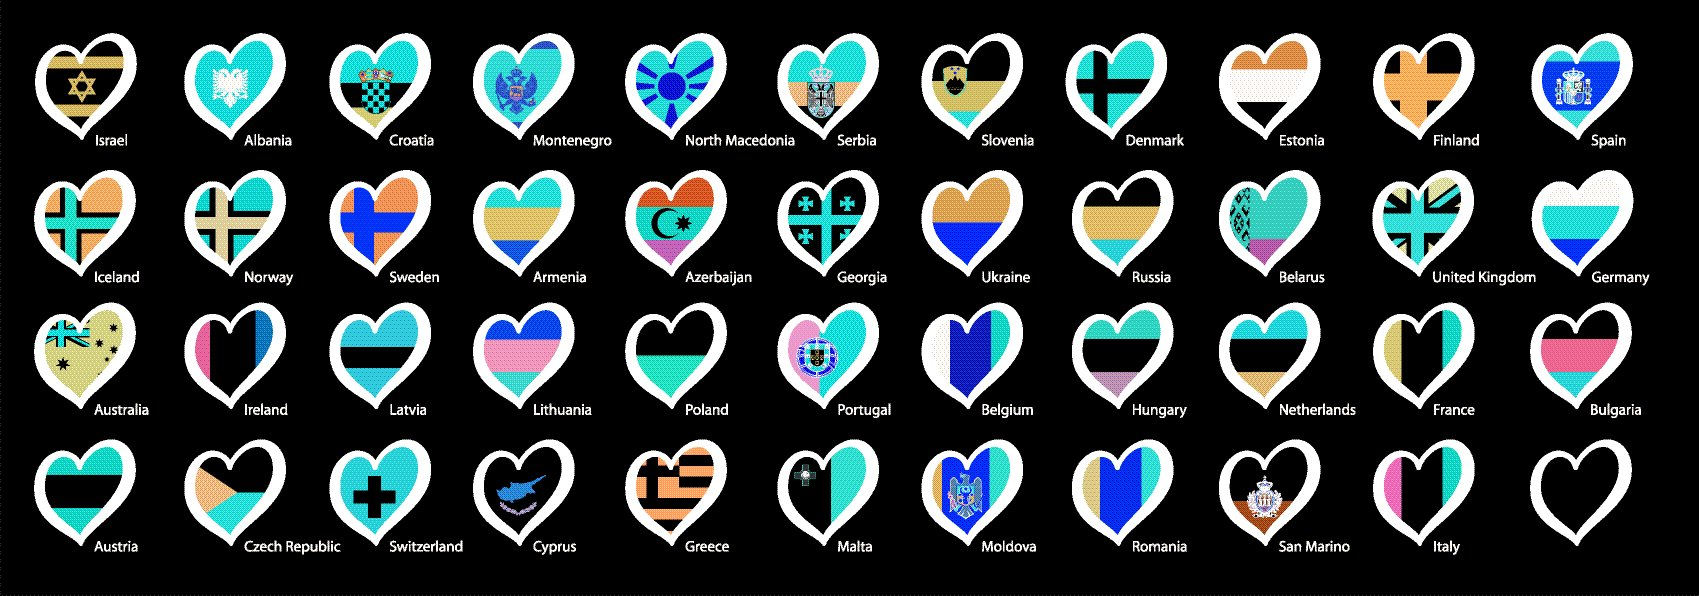 Israel Albania Croatia Montenegro North Macedonia Serbia Slovenia Denmark Estonia Finland Spain
Iceland Norway Sweden Armenia Azerbaijan Georgia Ukraine Russia Belarus United Kingdom Germany
Australia Ireland Latvia Lithuania Poland Portugal Belgium Hungary Netherlands France Bulgaria
Austria Czech Republic Switzerland Cyprus Greece Malta Moldova Romania San Marino Italy